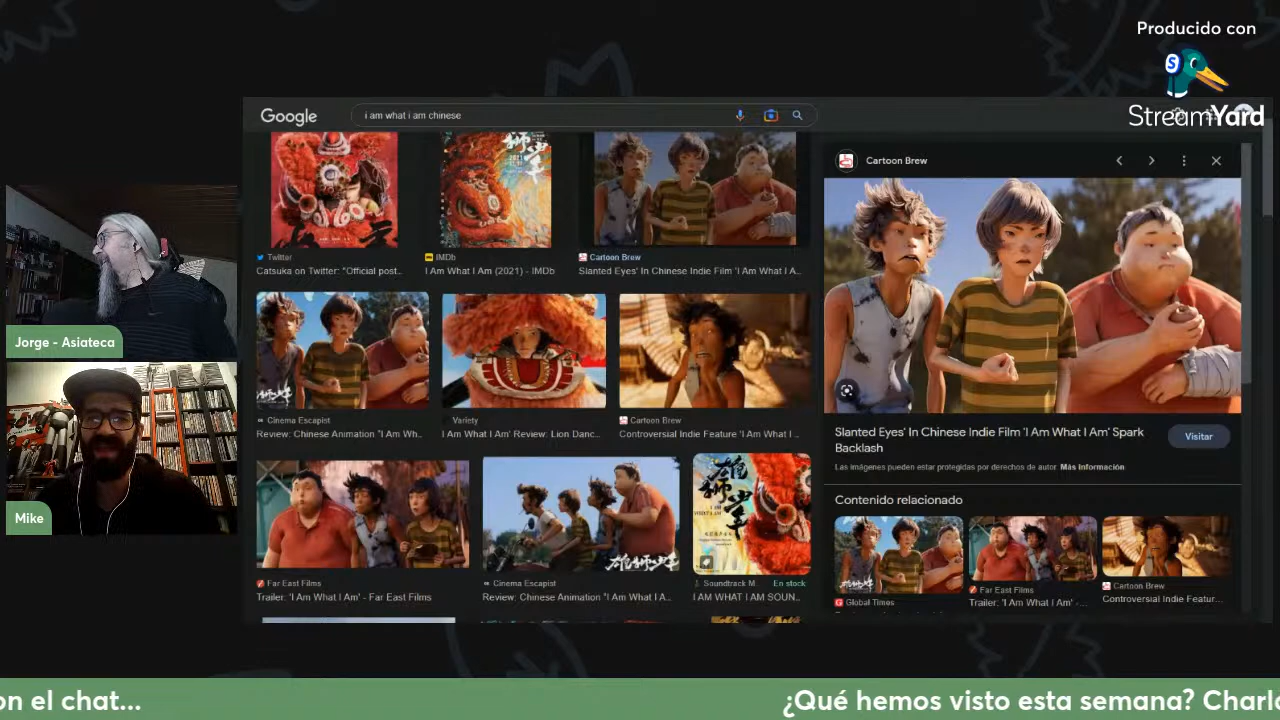 Producido con
StreamYard
Google
i am what i am chinese
Cartoon Brew
Twitter
Catsuka on Twitter: "Official post...
IMDb
I Am What I Am (2021) - IMDb
Cartoon Brew
Slanted Eyes' In Chinese Indie Film 'I Am What I A...
Cinema Escapist
Review: Chinese Animation "I Am Wh...
Variety
I Am What I Am' Review: Lion Danc...
Cartoon Brew
Controversial Indie Feature 'I Am What I ...
Slanted Eyes' In Chinese Indie Film 'I Am What I Am' Spark
Backlash
Visitar
Las imágenes pueden estar protegidas por derechos de autor. Más información
Contenido relacionado
Global Times
Far East Films
Trailer: 'I Am What I Am' -...
Cartoon Brew
Controversial Indie Featur...
雄狮少年
Far East Films
Trailer: 'I Am What I Am' - Far East Films
Cinema Escapist
Review: Chinese Animation "I Am What I A...
Soundtrack M...
En stock
I AM WHAT I AM SOUN...
Jorge - Asiateca
Mike
on el chat...
¿Qué hemos visto esta semana? Charl